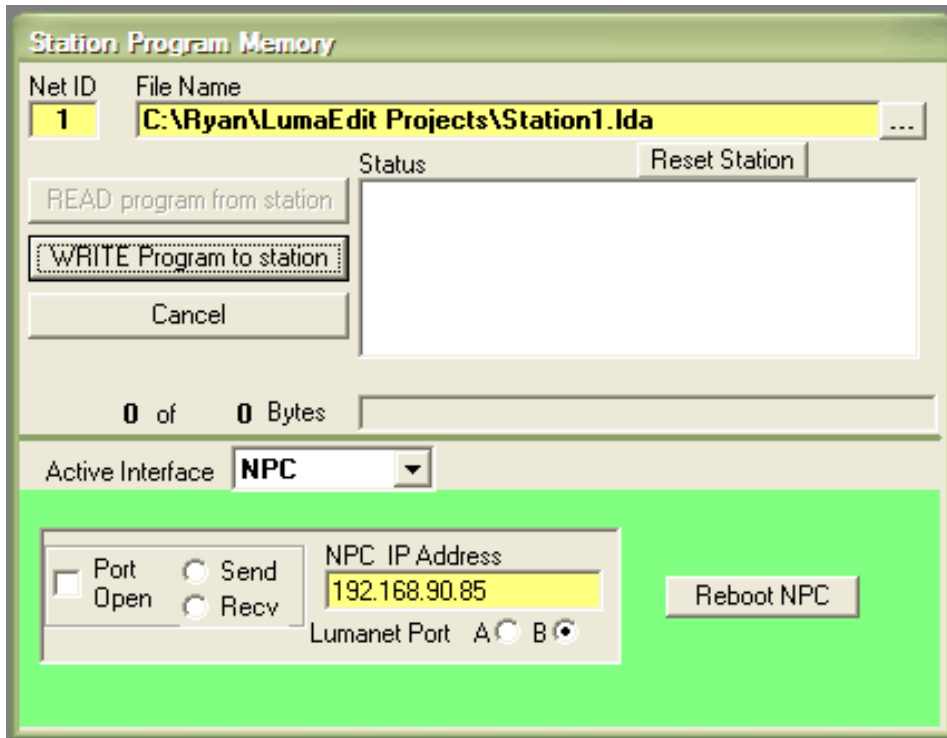 Station Program Memory
Net ID File Name
1 C:\Ryan\LumaEdit Projects\Station1.lda ...
Status Reset Station
READ program from station
WRITE Program to station
Cancel
0 of 0 Bytes
Active Interface NPC
Port Open Send Recv
NPC IP Address
192.168.90.85
Lumanet Port A B
Reboot NPC